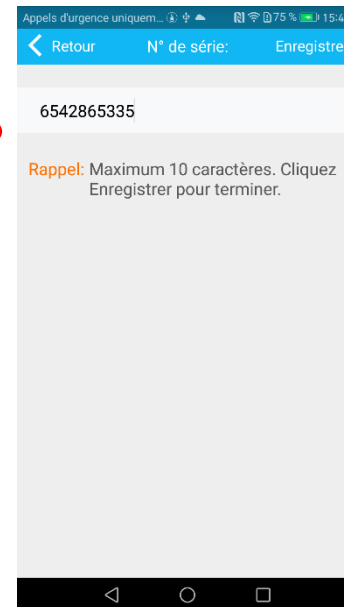 Appels d'urgence uniquem... 75 % 15:4
Retour N° de série: Enregistre
6542865335
Rappel: Maximum 10 caractères. Cliquez
Enregistrer pour terminer.